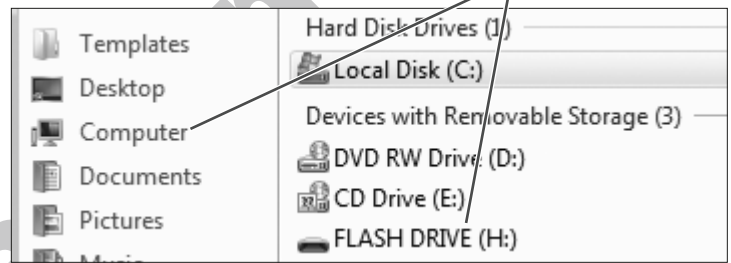 Templates
Desktop
Computer
Documents
Pictures
Music
Hard Disk Drives (1)
Local Disk (C:)
Devices with Removable Storage (3)
DVD RW Drive (D:)
CD Drive (E:)
FLASH DRIVE (H:)